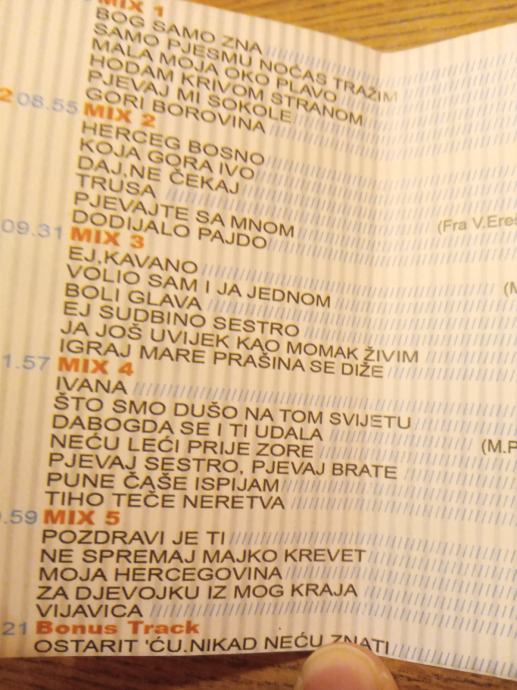 MIX 1
BOG SAMO ZNA
SAMO PJESMU NOĆAS TRAŽIM
MALA MOJA OKO PLAVO
HODAM KRIVOM STRANOM
PJEVAJ MI SOKOLE
GORI BOROVINA
2 08.55 MIX 2
HERCEG BOSNO
KOJA GORA IVO
DAJ,NE ČEKAJ
TRUSA
PJEVAJTE SA MNOM (Fra V.Ereš
DODIJALO PAJDO
09.31 MIX 3
EJ,KAVANO
VOLIO SAM I JA JEDNOM (M
BOLI GLAVA
EJ SUDBINO SESTRO
JA JOŠ UVIJEK KAO MOMAK ŽIVIM
IGRAJ MARE PRAŠINA SE DIŽE
1.57 MIX 4
IVANA
ŠTO SMO DUŠO NA TOM SVIJETU
DABOGDA SE I TI UDALA
NEĆU LEĆI PRIJE ZORE (M.P
PJEVAJ SESTRO, PJEVAJ BRATE
PUNE ČAŠE ISPIJAM
TIHO TEČE NERETVA
.59 MIX 5
POZDRAVI JE TI
NE SPREMAJ MAJKO KREVET
MOJA HERCEGOVINA
ZA DJEVOJKU IZ MOG KRAJA
VIJAVICA
21 Bonus Track
OSTARIT 'ĆU.NIKAD NEĆU ZNATI